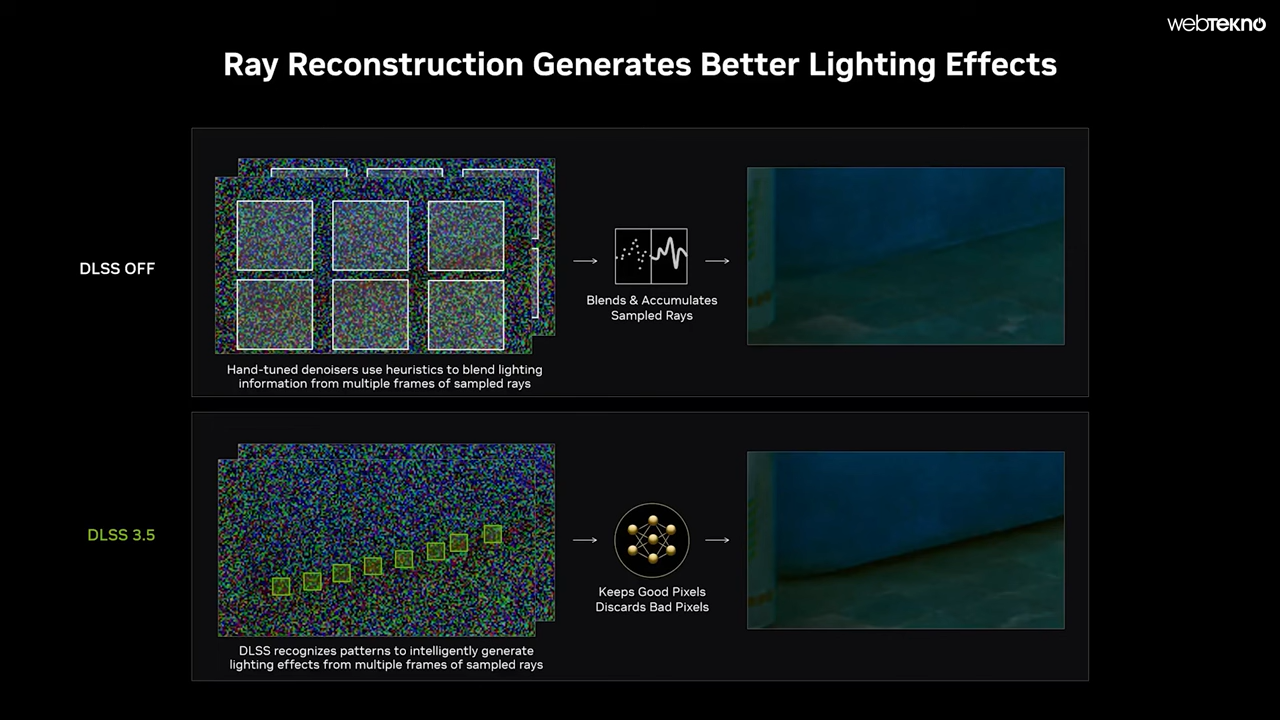 webtekno
Ray Reconstruction Generates Better Lighting Effects
DLSS OFF
Blends & Accumulates
Sampled Rays
Hand-tuned denoisers use heuristics to blend lighting
information from multiple frames of sampled rays
DLSS 3.5
Keeps Good Pixels
Discards Bad Pixels
DLSS recognizes patterns to intelligently generate
lighting effects from multiple frames of sampled rays